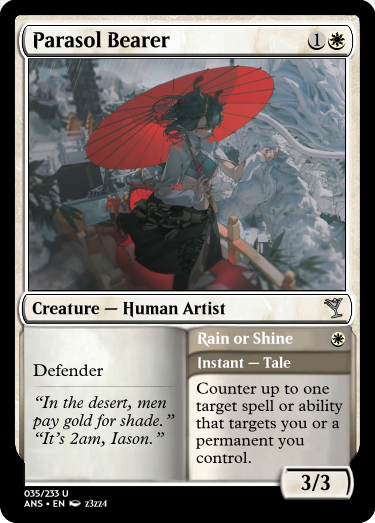 Parasol Bearer 1
Creature — Human Artist
Defender
“In the desert, men
pay gold for shade.”
“It's 2am, Iason.”
Rain or Shine
Instant — Tale
Counter up to one
target spell or ability
that targets you or a
permanent you
control.
3/3
035/233 U
ANS • EN z3zz4